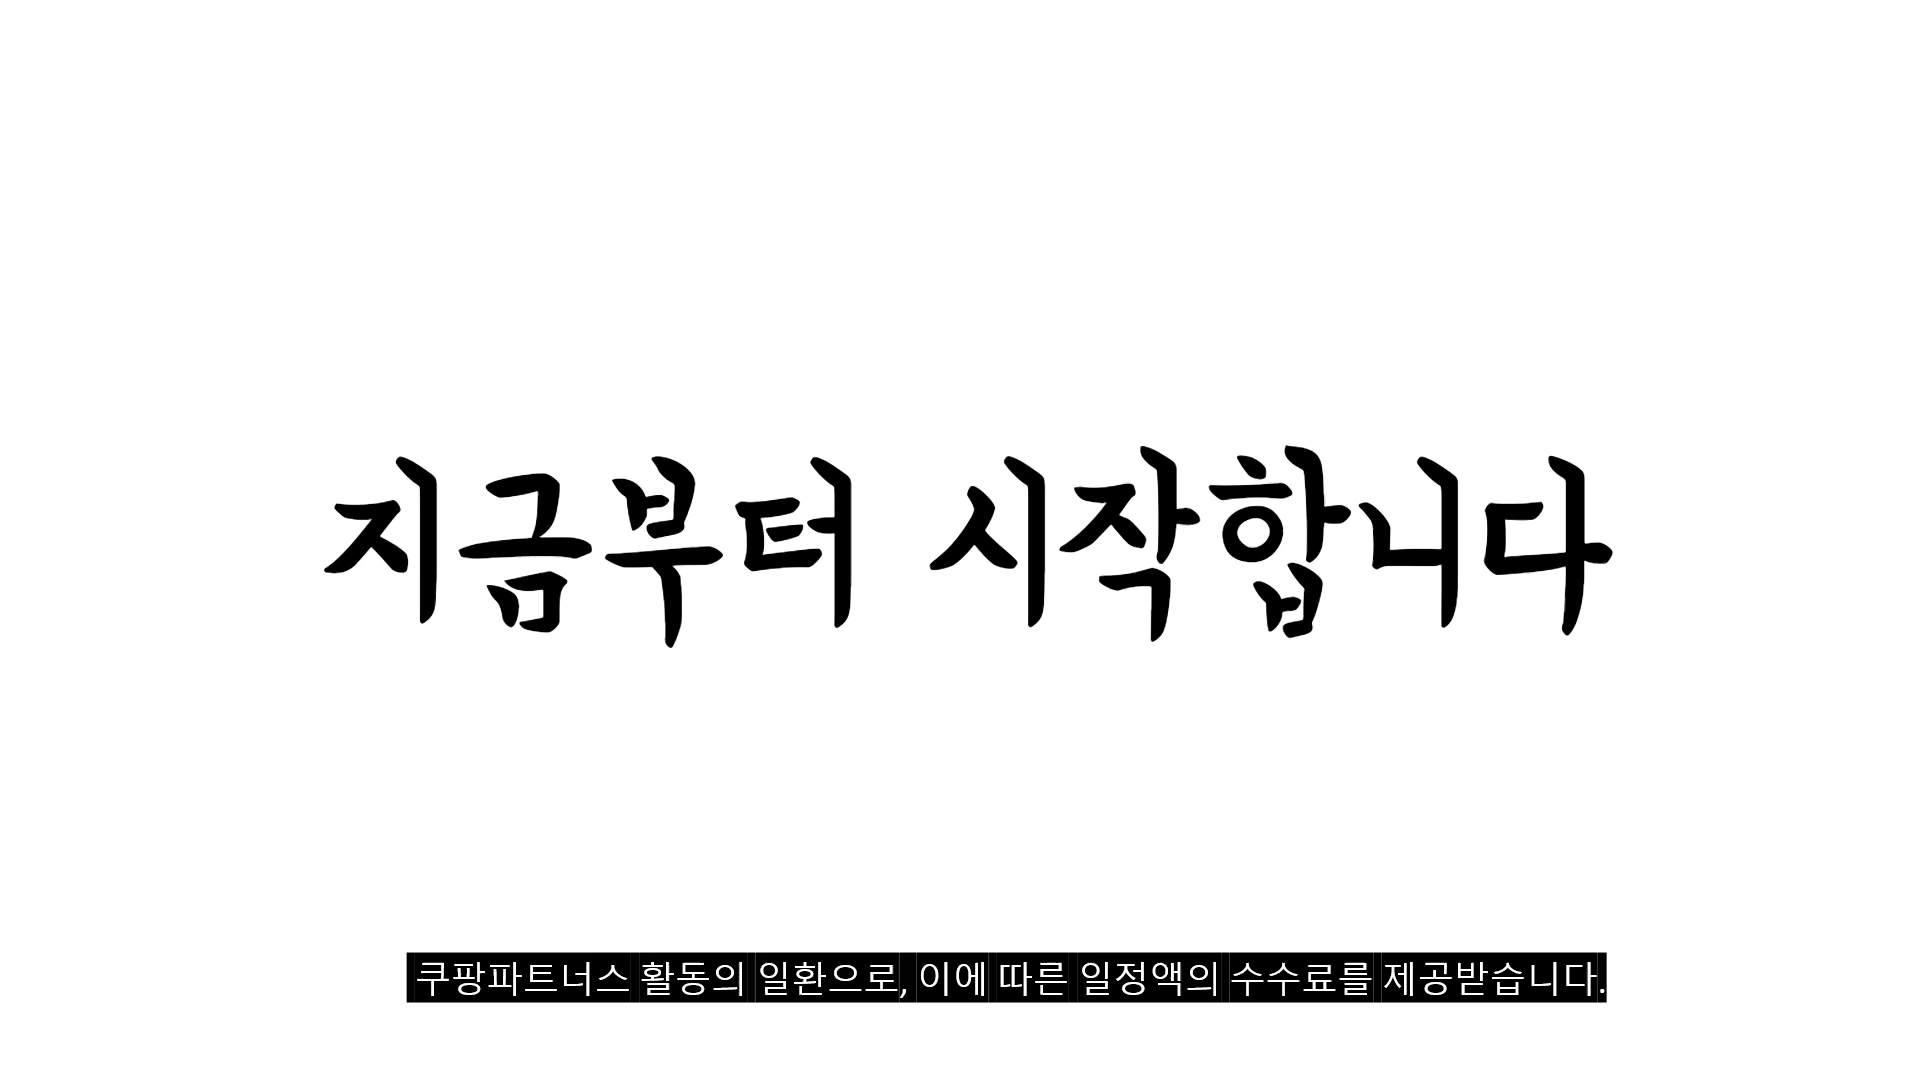 지금부터 시작합니다
쿠팡파트너스 활동의 일환으로, 이에 따른 일정액의 수수료를 제공받습니다.